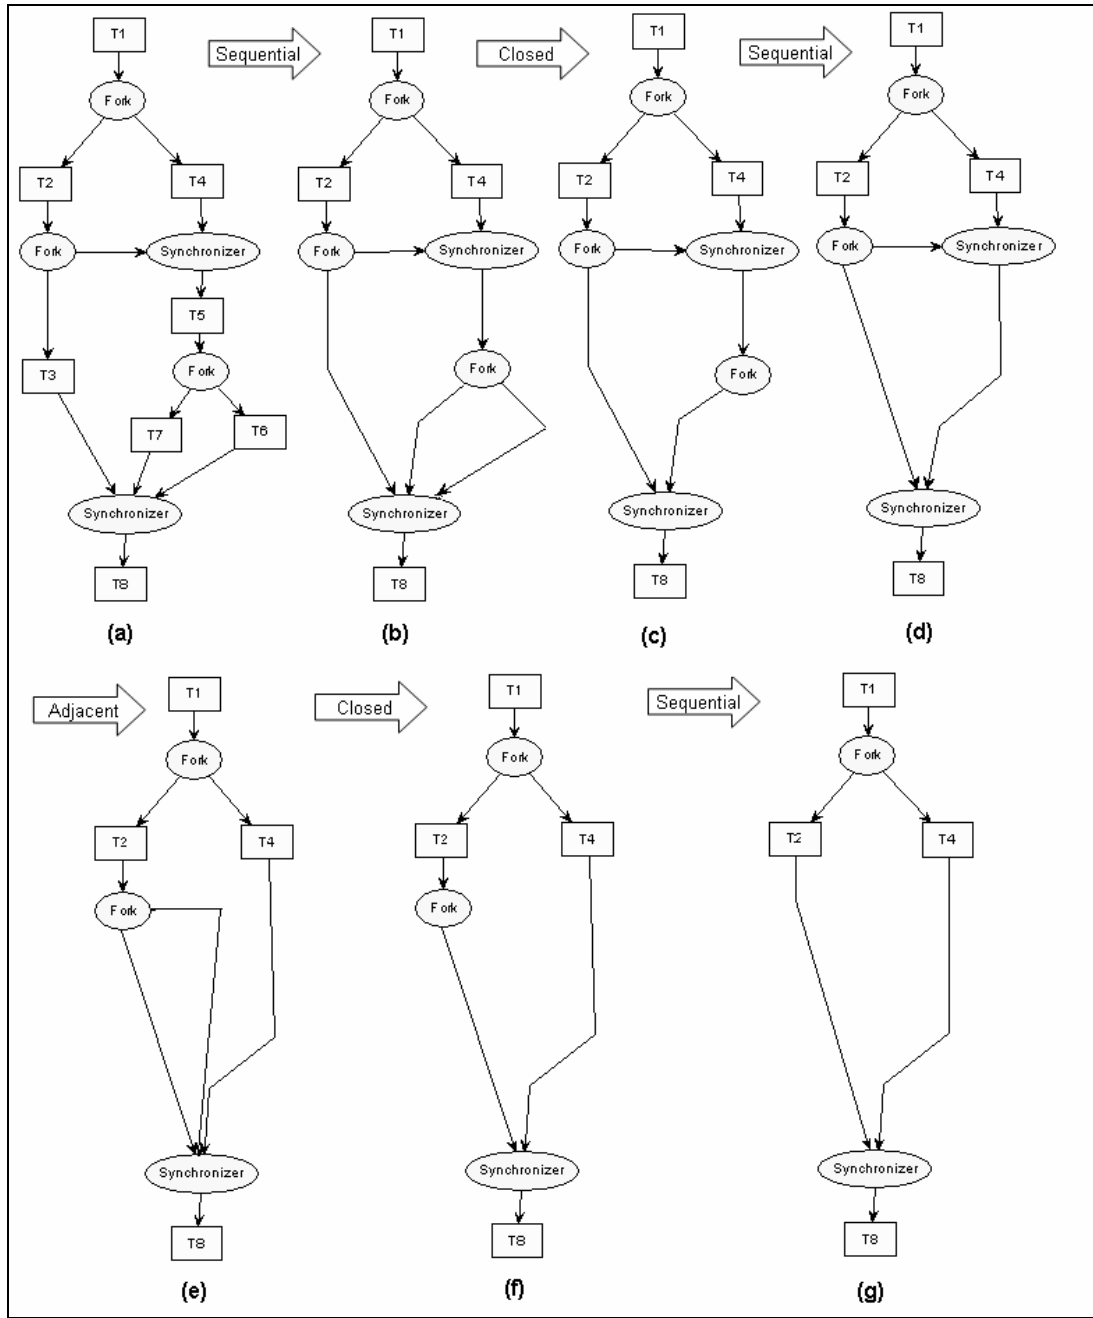 T1 Sequential T1 Closed T1 Sequential T1
Fork Fork Fork Fork
T2 T4 T2 T4 T2 T4 T2 T4
Fork Synchronizer Fork Synchronizer Fork Synchronizer Fork Synchronizer
T5
T3 Fork Fork Fork
T7 T6
Synchronizer Synchronizer Synchronizer Synchronizer
T8 T8 T8 T8
(a) (b) (c) (d)
Adjacent T1 Closed T1 Sequential T1
Fork Fork Fork
T2 T4 T2 T4 T2 T4
Fork Fork
Synchronizer Synchronizer Synchronizer
T8 T8 T8
(e) (f) (g)